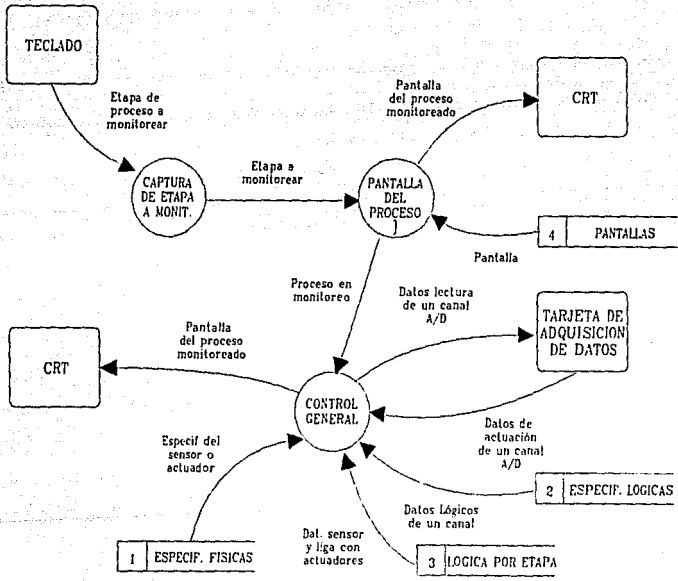 TECLADO
Etapa de
proceso a
monitorear
CAPTURA
DE ETAPA
A MONIT.
Etapa a
monitorear
PANTALLA
DEL
PROCESO
Pantalla
del proceso
monitoreado
CRT
4 PANTALLAS
Pantalla
Proceso en
monitoreo
Datos lectura
de un canal
A/D
TARJETA DE
ADQUISICION
DE DATOS
Pantalla
del proceso
monitoreado
CRT
CONTROL
GENERAL
Datos de
actuación
de un canal
A/D
Especif del
sensor o
actuador
2 ESPECIF. LOGICAS
Datos Lógicos
de un canal
Dat. sensor
y liga con
actuadores
1 ESPECIF. FISICAS
3 LOGICA POR ETAPA